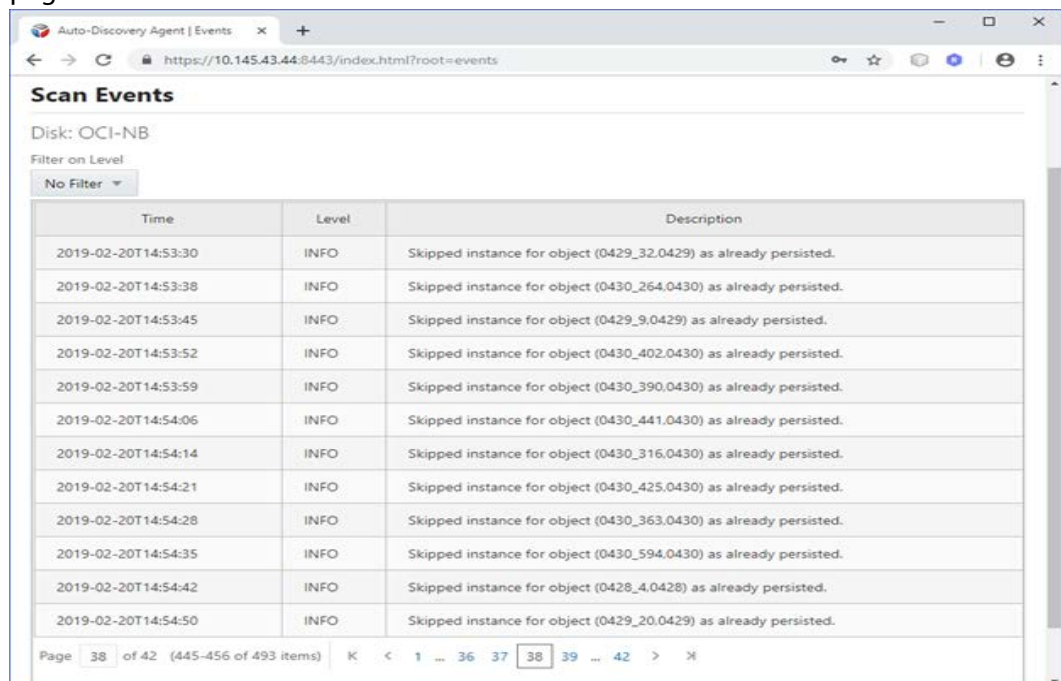 Auto-Discovery Agent | Events
https://10.145.43.44:8443/index.html?root=events
Scan Events
Disk: OCI-NB
Filter on Level
No Filter
Time Level Description
2019-02-20T14:53:30 INFO Skipped instance for object (0429_32,0429) as already persisted.
2019-02-20T14:53:38 INFO Skipped instance for object (0430_264,0430) as already persisted.
2019-02-20T14:53:45 INFO Skipped instance for object (0429_9,0429) as already persisted.
2019-02-20T14:53:52 INFO Skipped instance for object (0430_402,0430) as already persisted.
2019-02-20T14:53:59 INFO Skipped instance for object (0430_390,0430) as already persisted.
2019-02-20T14:54:06 INFO Skipped instance for object (0430_441,0430) as already persisted.
2019-02-20T14:54:14 INFO Skipped instance for object (0430_316,0430) as already persisted.
2019-02-20T14:54:21 INFO Skipped instance for object (0430_425,0430) as already persisted.
2019-02-20T14:54:28 INFO Skipped instance for object (0430_363,0430) as already persisted.
2019-02-20T14:54:35 INFO Skipped instance for object (0430_594,0430) as already persisted.
2019-02-20T14:54:42 INFO Skipped instance for object (0428_4,0428) as already persisted.
2019-02-20T14:54:50 INFO Skipped instance for object (0429_20,0429) as already persisted.
Page 38 of 42 (445-456 of 493 items) 1 ... 36 37 38 39 ... 42